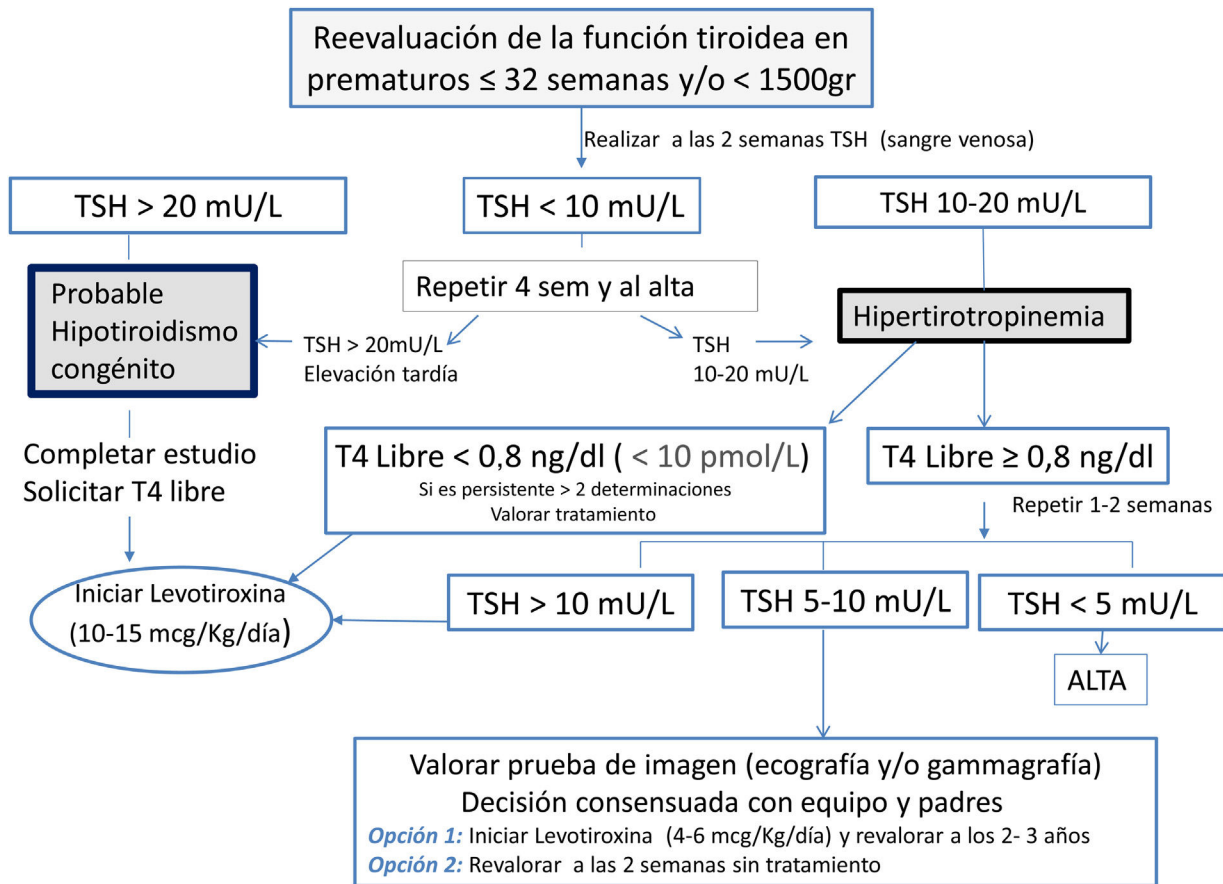 Reevaluación de la función tiroidea en
prematuros ≤ 32 semanas y/o < 1500gr
Realizar a las 2 semanas TSH (sangre venosa)
TSH > 20 mU/L
TSH < 10 mU/L
TSH 10-20 mU/L
Probable
Hipotiroidismo
congénito
Repetir 4 sem y al alta
Hipertirotropinemia
TSH > 20mU/L
Elevación tardía
TSH
10-20 mU/L
Completar estudio
Solicitar T4 libre
T4 Libre < 0,8 ng/dl ( < 10 pmol/L)
Si es persistente > 2 determinaciones
Valorar tratamiento
T4 Libre ≥ 0,8 ng/dl
Repetir 1-2 semanas
Iniciar Levotiroxina
(10-15 mcg/Kg/día)
TSH > 10 mU/L
TSH 5-10 mU/L
TSH < 5 mU/L
ALTA
Valorar prueba de imagen (ecografía y/o gammagrafía)
Decisión consensuada con equipo y padres
Opción 1: Iniciar Levotiroxina (4-6 mcg/Kg/día) y revalorar a los 2- 3 años
Opción 2: Revalorar a las 2 semanas sin tratamiento